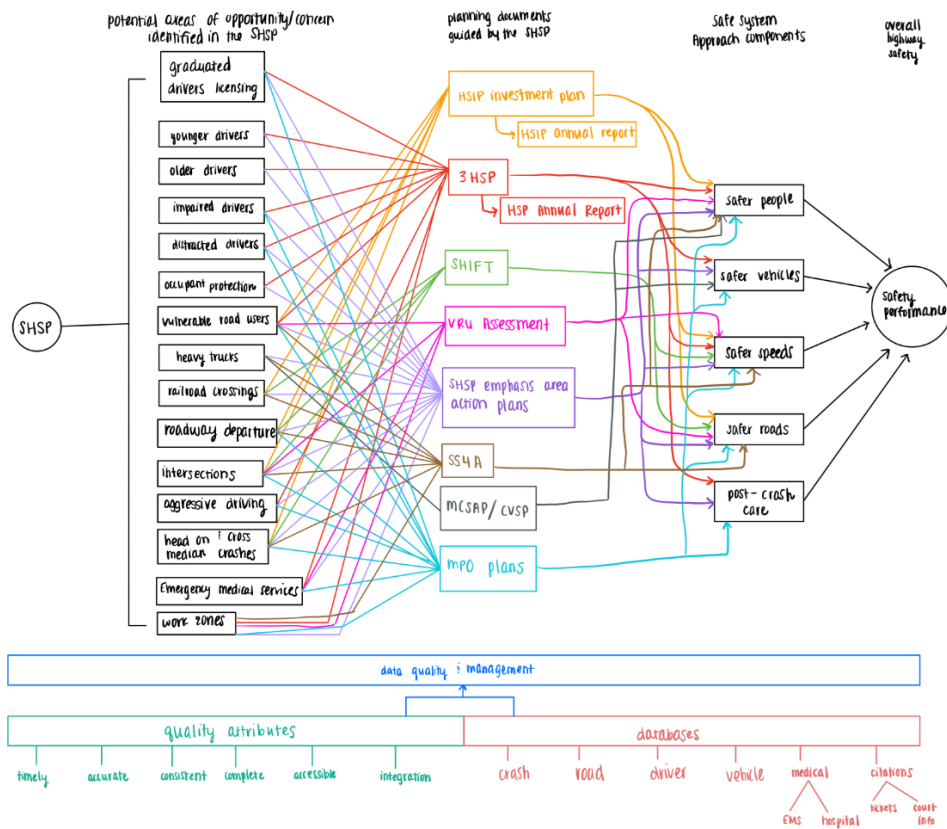 potential areas of opportunity/concern
identified in the SHSP
planning documents
guided by the SHSP
safe system
Approach components
overall
highway
safety
SHSP
graduated
drivers licensing
younger drivers
older drivers
impaired drivers
distracted drivers
occupant protection
vulnerable road users
heavy trucks
railroad crossings
roadway departure
intersections
aggressive driving
head on & cross
median crashes
Emergency medical services
work zones
HSIP investment plan
HSIP annual report
3HSP
HSP Annual Report
SHIFT
VRU Assessment
SHSP emphasis area
action plans
SS4A
MCSAP/CVSP
MPO plans
safer people
safer vehicles
safer speeds
safer roads
post-crash
care
safety
performance
data quality & management
quality attributes
databases
timely
accurate
consistent
complete
accessible
integration
crash
road
driver
vehicle
medical
citations
EMS
hospital
tickets
court
info